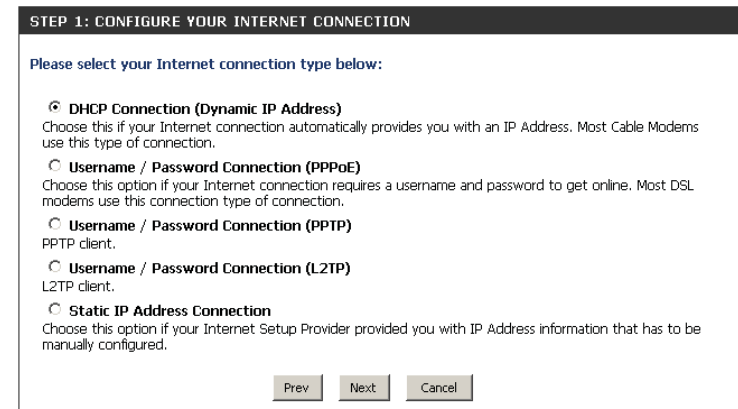 STEP 1: CONFIGURE YOUR INTERNET CONNECTION
Please select your Internet connection type below:
DHCP Connection (Dynamic IP Address)
Choose this if your Internet connection automatically provides you with an IP Address. Most Cable Modems
use this type of connection.
Username / Password Connection (PPPoE)
Choose this option if your Internet connection requires a username and password to get online. Most DSL
modems use this connection type of connection.
Username / Password Connection (PPTP)
PPTP client.
Username / Password Connection (L2TP)
L2TP client.
Static IP Address Connection
Choose this option if your Internet Setup Provider provided you with IP Address information that has to be
manually configured.
Prev Next Cancel